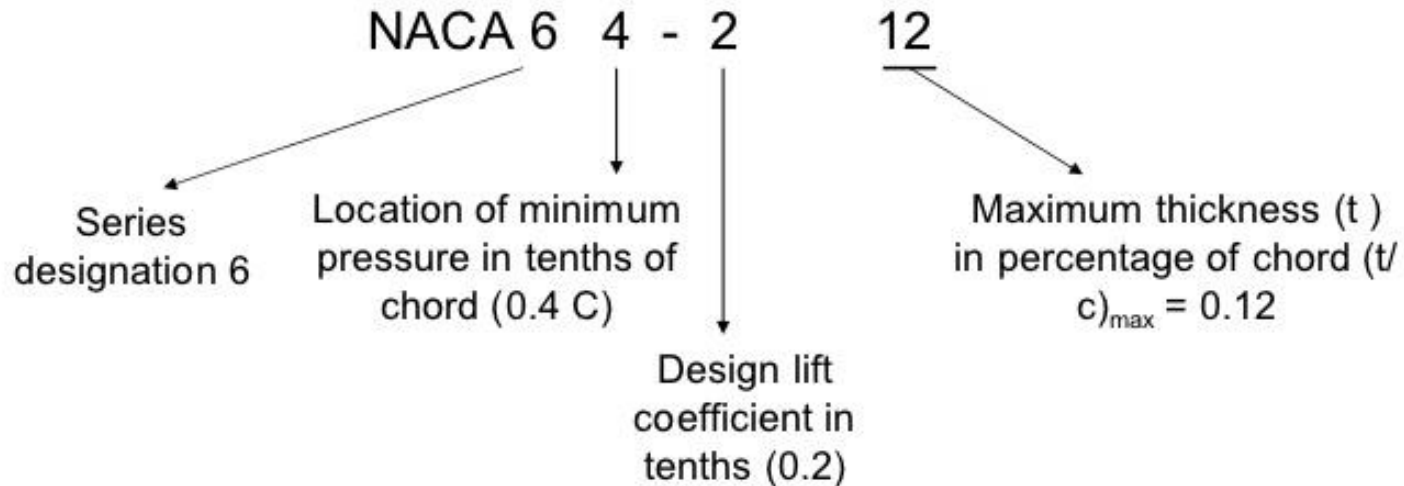 NACA 6 4 - 2 12
Series
designation 6
Location of minimum
pressure in tenths of
chord (0.4 C)
Design lift
coefficient in
tenths (0.2)
Maximum thickness (t )
in percentage of chord (t/
c)max = 0.12